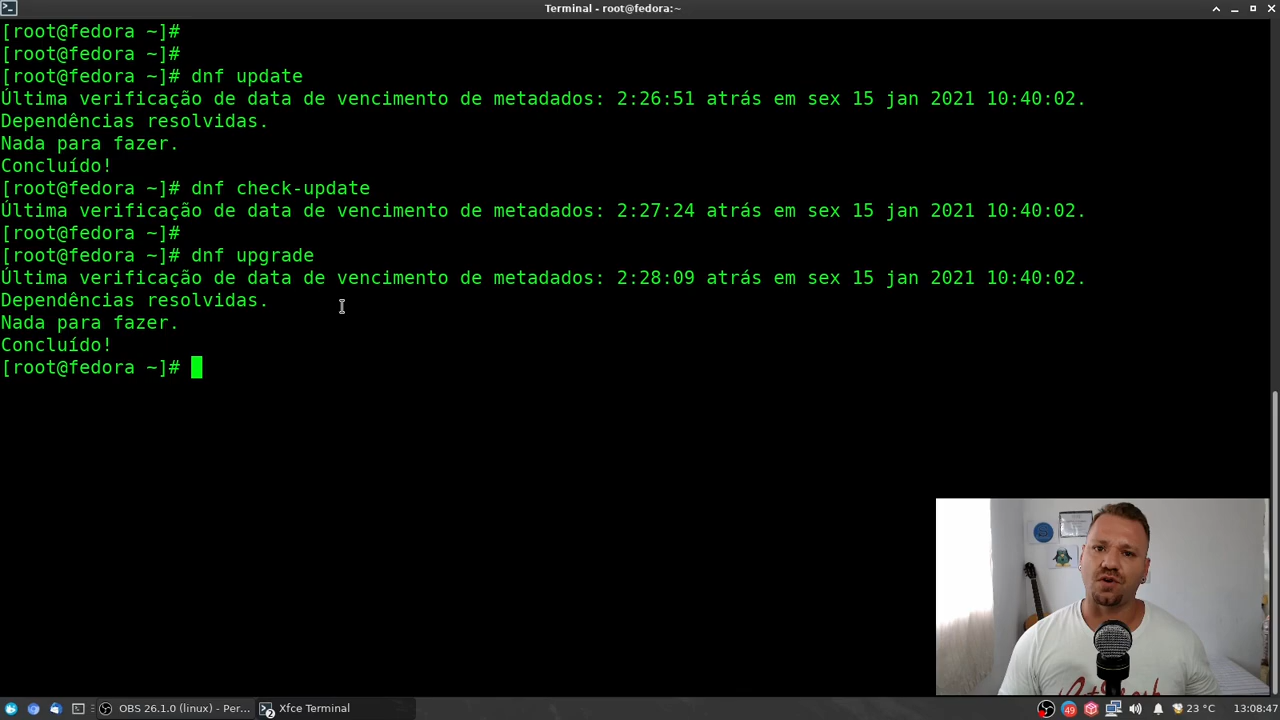 Terminal - root@fedora:~
[root@fedora ~]#
[root@fedora ~]#
[root@fedora ~]# dnf update
Última verificação de data de vencimento de metadados: 2:26:51 atrás em sex 15 jan 2021 10:40:02.
Dependências resolvidas.
Nada para fazer.
Concluído!
[root@fedora ~]# dnf check-update
Última verificação de data de vencimento de metadados: 2:27:24 atrás em sex 15 jan 2021 10:40:02.
[root@fedora ~]#
[root@fedora ~]# dnf upgrade
Última verificação de data de vencimento de metadados: 2:28:09 atrás em sex 15 jan 2021 10:40:02.
Dependências resolvidas.
Nada para fazer.
Concluído!
[root@fedora ~]#
OBS 26.1.0 (linux) - Per... 2 Xfce Terminal 49 23 °C 13:08:47